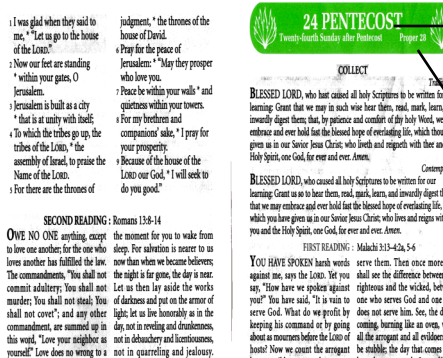 1 I was glad when they said to
me, * "Let us go to the house
of the LORD."
2 Now our feet are standing
* within your gates, O
Jerusalem.
3 Jerusalem is built as a city
* that is at unity with itself;
4 To which the tribes go up, the
tribes of the LORD, * the
assembly of Israel, to praise the
Name of the LORD.
5 For there are the thrones of
judgment, * the thrones of the
house of David.
6 Pray for the peace of
Jerusalem: * "May they prosper
who love you.
7 Peace be within your walls * and
quietness within your towers.
8 For my brethren and
companions' sake, * I pray for
your prosperity.
9 Because of the house of the
LORD our God, * I will seek to
do you good."
SECOND READING : Romans 13:8-14
OWE NO ONE anything, except
to love one another; for the one who
loves another has fulfilled the law.
The commandments, "You shall not
commit adultery; You shall not
murder; You shall not steal; You
shall not covet"; and any other
commandment, are summed up in
this word, "Love your neighbor as
yourself." Love does no wrong to a
the moment for you to wake from
sleep. For salvation is nearer to us
now than when we became believers;
the night is far gone, the day is near.
Let us then lay aside the works
of darkness and put on the armor of
light; let us live honorably as in the
day, not in reveling and drunkenness,
not in debauchery and licentiousness,
not in quarreling and jealousy.
24 PENTECOST
Twenty-fourth Sunday after Pentecost Proper 28
COLLECT
BLESSED LORD, who hast caused all holy Scriptures to be written for
learning: Grant that we may in such wise hear them, read, mark, learn,
inwardly digest them; that, by patience and comfort of thy holy Word, we
embrace and ever hold fast the blessed hope of everlasting life, which thou
given us in our Savior Jesus Christ; who liveth and reigneth with thee and
Holy Spirit, one God, for ever and ever. Amen.
Contemp
BLESSED LORD, who caused all holy Scriptures to be written for our
learning: Grant us so to hear them, read, mark, learn, and inwardly digest
that we may embrace and ever hold fast the blessed hope of everlasting life,
which you have given us in our Savior Jesus Christ; who lives and reigns
you and the Holy Spirit, one God, for ever and ever. Amen.
FIRST READING : Malachi 3:13-4:2a, 5-6
YOU HAVE SPOKEN harsh words
against me, says the LORD. Yet you
say, "How have we spoken against
you?" You have said, "It is vain to
serve God. What do we profit by
keeping his command or by going
about as mourners before the LORD of
hosts? Now we count the arrogant
serve them. Then once more
shall see the difference between
righteous and the wicked,
one who serves God and one
does not serve him. See, the
coming, burning like an oven,
all the arrogant and all evildoers
be stubble; the day that comes